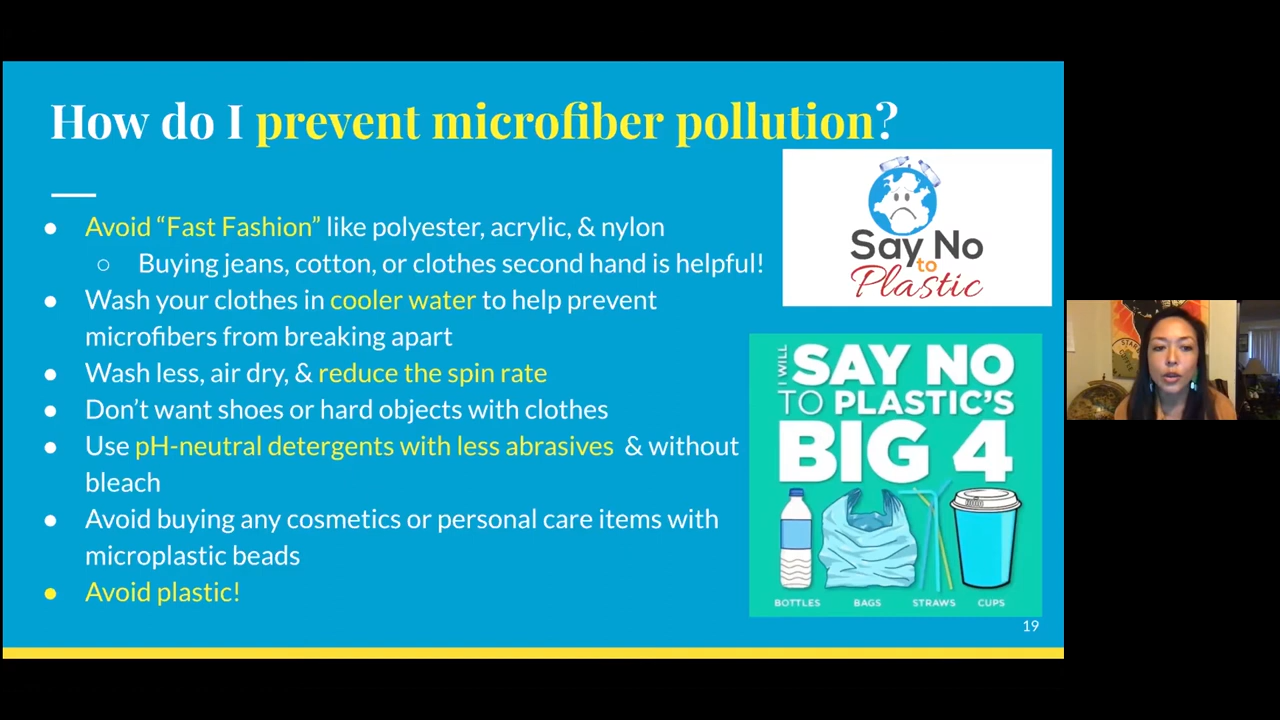 How do I prevent microfiber pollution?
● Avoid “Fast Fashion” like polyester, acrylic, & nylon
○ Buying jeans, cotton, or clothes second hand is helpful!
● Wash your clothes in cooler water to help prevent
microfibers from breaking apart
● Wash less, air dry, & reduce the spin rate
● Don’t want shoes or hard objects with clothes
● Use pH-neutral detergents with less abrasives & without
bleach
● Avoid buying any cosmetics or personal care items with
microplastic beads
● Avoid plastic!
Say No
to
Plastic
I WILL
SAY NO
TO PLASTIC'S
BIG 4
BOTTLES BAGS STRAWS CUPS
19